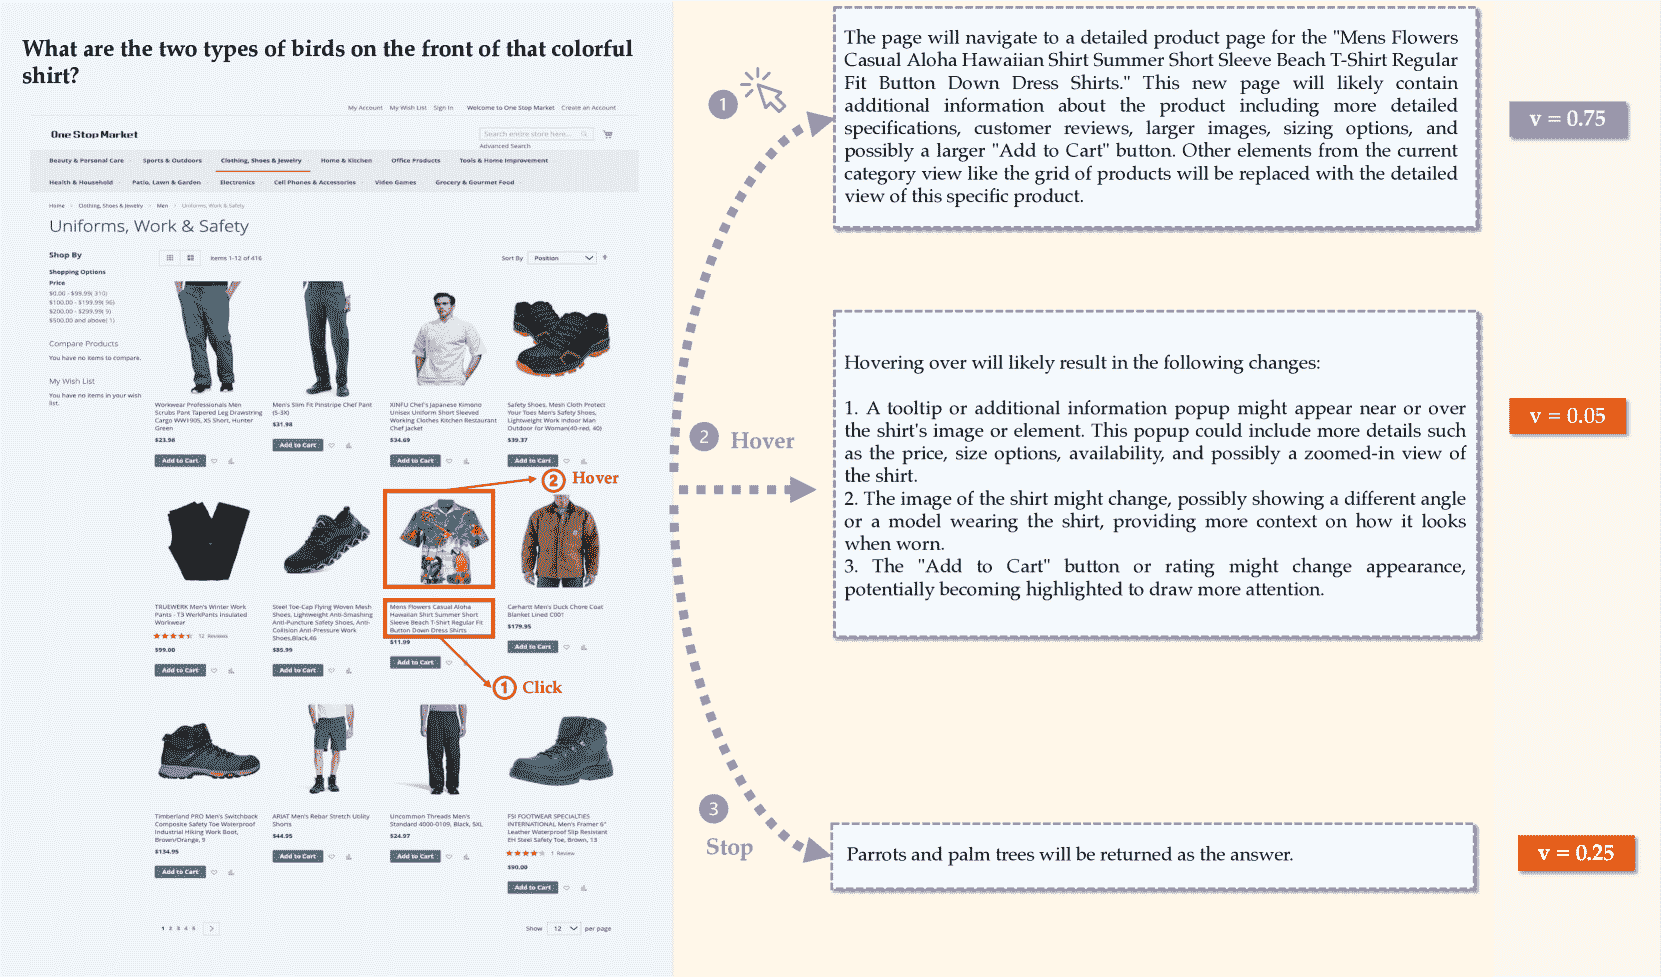 What are the two types of birds on the front of that colorful
shirt?
My Account My Wish List Sign In Welcome to One Stop Market Create an Account
One Stop Market
Search entire store here...
Advanced Search
Beauty & Personal Care Sports & Outdoors Clothing, Shoes & Jewelry Home & Kitchen Office Products Tools & Home Improvement
Health & Household Patio, Lawn & Garden Electronics Cell Phones & Accessories Video Games Grocery & Gourmet Food
Home Clothing, Shoes & Jewelry Men Uniforms, Work & Safety
Uniforms, Work & Safety
Shop By
Shopping Options
Price
$0.00 - $99.99( 310)
$100.00 - $199.99( 96)
$200.00 - $299.99( 9)
$500.00 and above( 1)
Compare Products
You have no items to compare.
My Wish List
You have no items in your wish
list.
Items 1-12 of 416
Sort By Position
Workwear Professionals Men
Scrubs Pant Tapered Leg Drawstring
Cargo WW190S, XS Short, Hunter
Green
$23.98
Add to Cart
Men's Slim Fit Pinstripe Chef Pant
(S-3X)
$31.98
Add to Cart
XINFU Chef's Japanese Kimono
Unisex Uniform Short Sleeved
Working Clothes Kitchen Restaurant
Chef Jacket
$34.69
Add to Cart
Safety Shoes, Mesh Cloth Protect
Your Toes Men's Safety Shoes,
Lightweight Work Indoor Man
Outdoor for Woman(40-red, 40)
$39.37
Add to Cart
2 Hover
TRUEWERK Men's Winter Work
Pants - T3 WerkPants Insulated
Workwear
12 Reviews
$99.00
Add to Cart
Steel Toe-Cap Flying Woven Mesh
Shoes, Lightweight Anti-Smashing
Anti-Puncture Safety Shoes, Anti-
Collision Anti-Pressure Work
Shoes,Black,46
$85.99
Add to Cart
Mens Flowers Casual Aloha
Hawaiian Shirt Summer Short
Sleeve Beach T-Shirt Regular Fit
Button Down Dress Shirts
$11.99
Add to Cart
Carhartt Men's Duck Chore Coat
Blanket Lined C001
$179.95
Add to Cart
1 Click
Timberland PRO Men's Switchback
Composite Safety Toe Waterproof
Industrial Hiking Work Boot,
Brown/Orange, 9
$134.95
Add to Cart
ARIAT Men's Rebar Stretch Utility
Shorts
$44.95
Add to Cart
Uncommon Threads Men's
Standard 4000-0109, Black, 5XL
$24.97
Add to Cart
FSI FOOTWEAR SPECIALTIES
INTERNATIONAL Men's Framer 6"
Leather Waterproof Slip Resistant
EH Steel Safety Toe, Brown, 13
1 Review
$90.00
Add to Cart
1 2 3 4 5
Show 12 per page
1
The page will navigate to a detailed product page for the "Mens Flowers
Casual Aloha Hawaiian Shirt Summer Short Sleeve Beach T-Shirt Regular
Fit Button Down Dress Shirts." This new page will likely contain
additional information about the product including more detailed
specifications, customer reviews, larger images, sizing options, and
possibly a larger "Add to Cart" button. Other elements from the current
category view like the grid of products will be replaced with the detailed
view of this specific product.
v = 0.75
2 Hover
Hovering over will likely result in the following changes:
1. A tooltip or additional information popup might appear near or over
the shirt's image or element. This popup could include more details such
as the price, size options, availability, and possibly a zoomed-in view of
the shirt.
2. The image of the shirt might change, possibly showing a different angle
or a model wearing the shirt, providing more context on how it looks
when worn.
3. The "Add to Cart" button or rating might change appearance,
potentially becoming highlighted to draw more attention.
v = 0.05
3
Stop
Parrots and palm trees will be returned as the answer.
v = 0.25